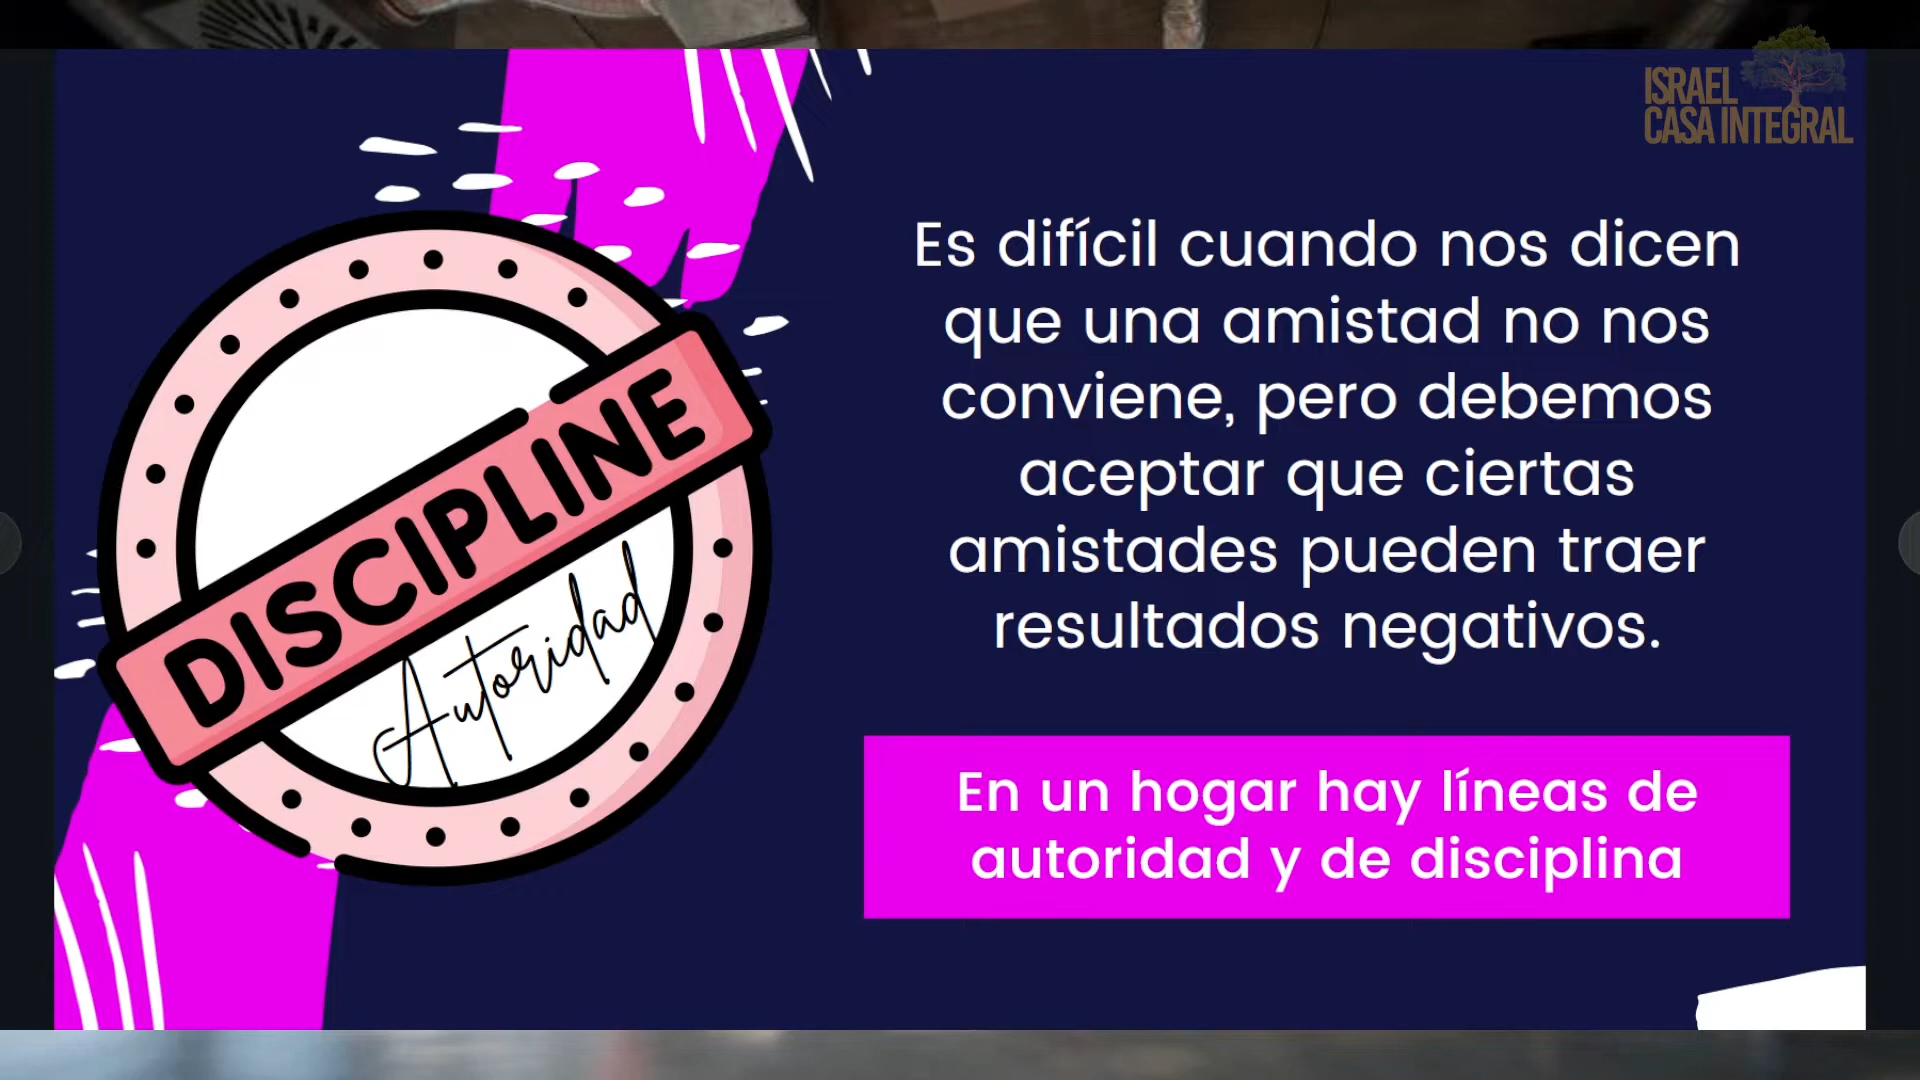 ISRAEL
CASA INTEGRAL
DISCIPLINE
Autoridad
Es difícil cuando nos dicen
que una amistad no nos
conviene, pero debemos
aceptar que ciertas
amistades pueden traer
resultados negativos.
En un hogar hay líneas de
autoridad y de disciplina